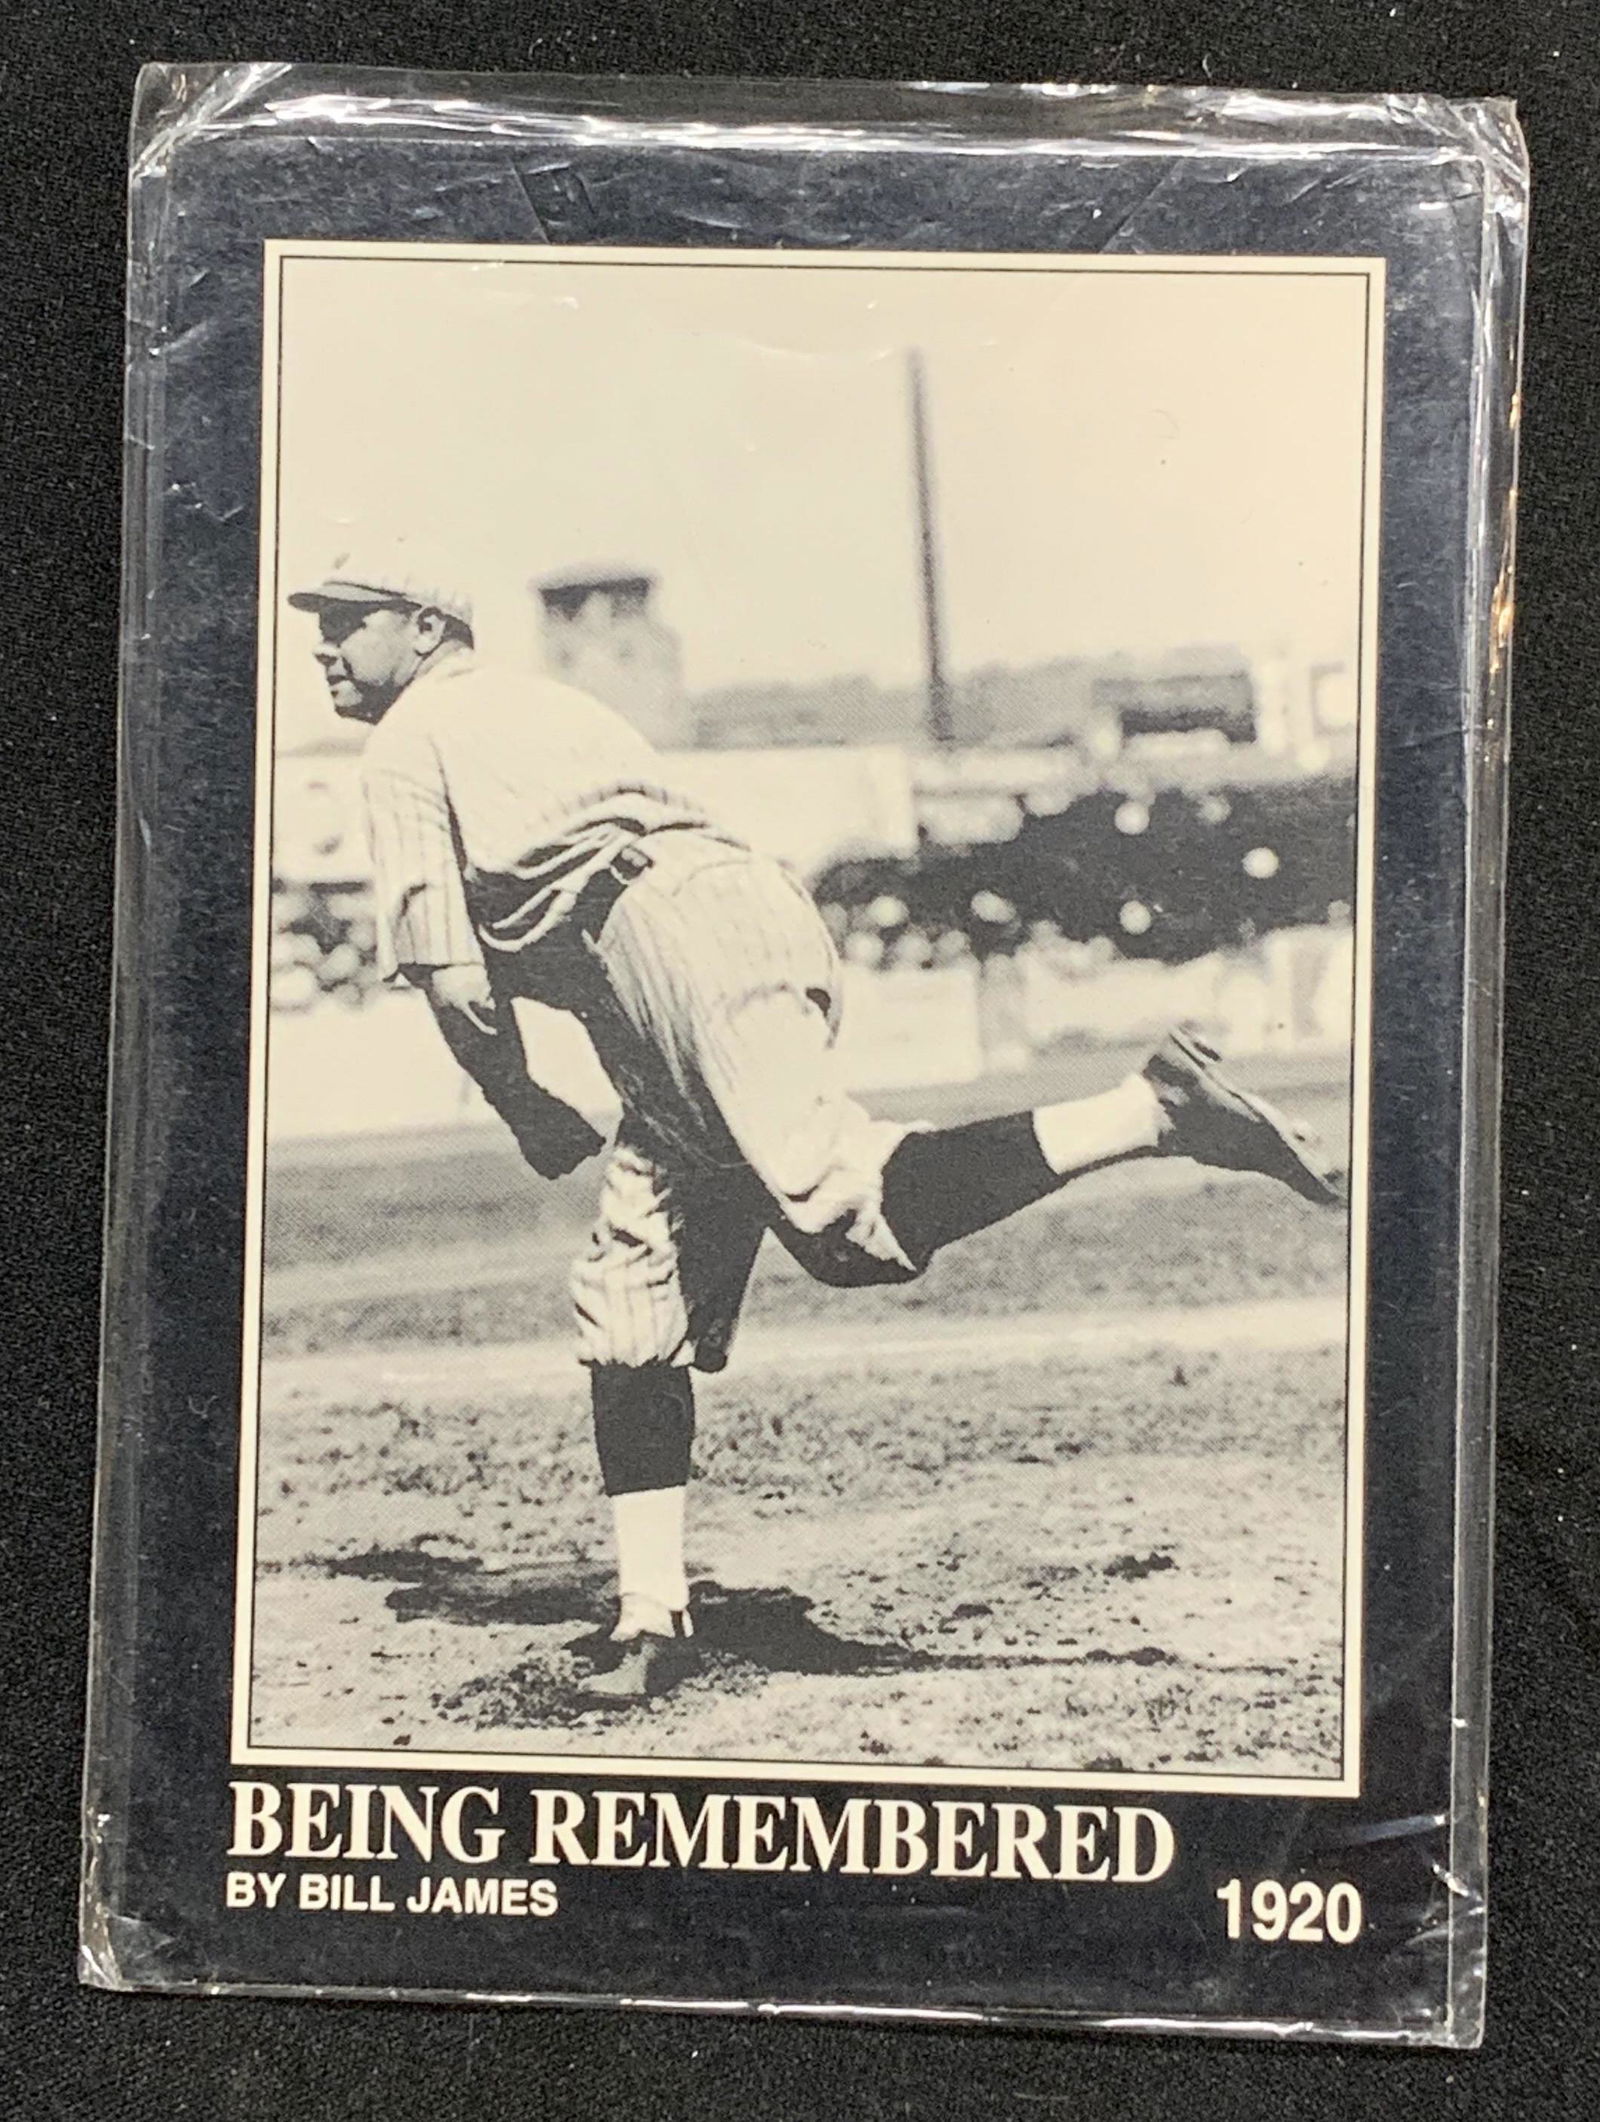 BEING REMEMBERED
BY BILL JAMES
1920